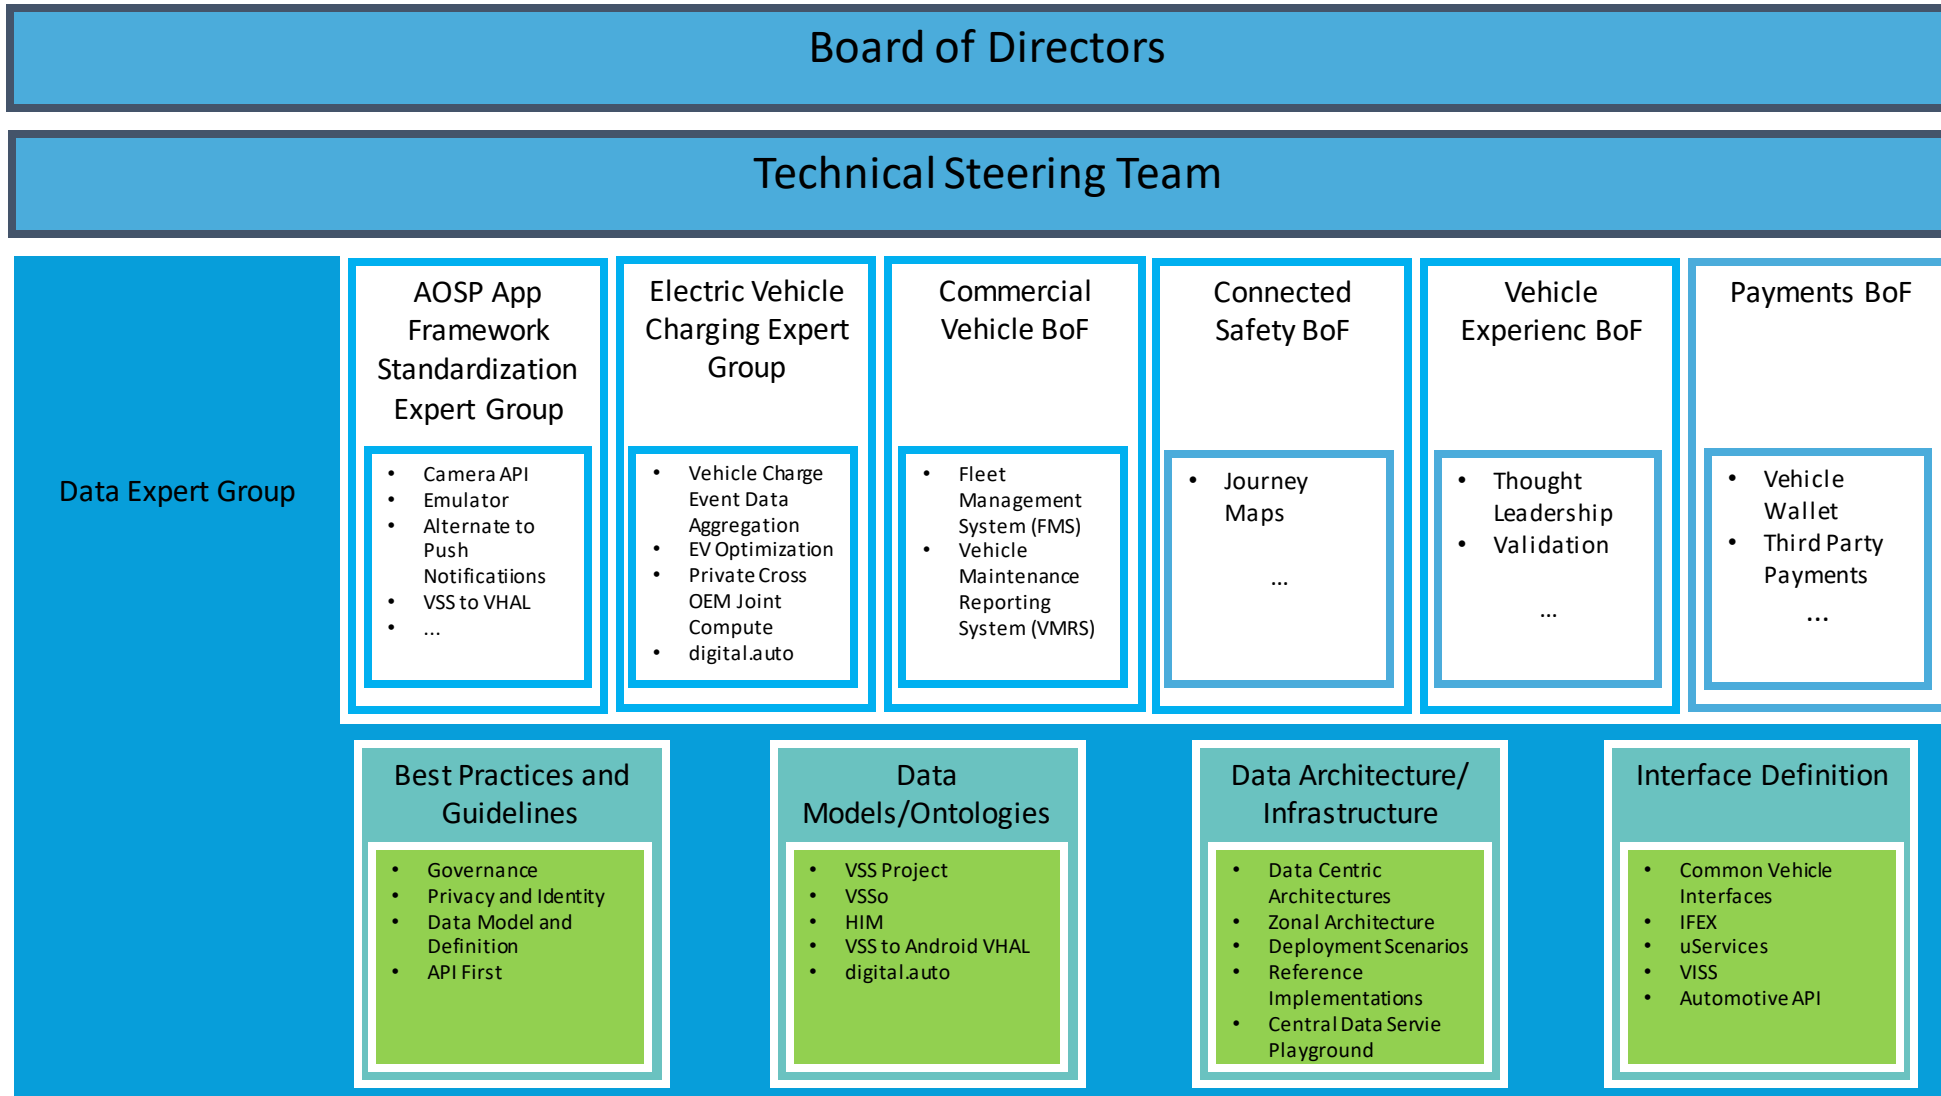 Board of Directors
Technical Steering Team
Data Expert Group
AOSP App
Framework
Standardization
Expert Group
• Camera API
• Emulator
• Alternate to
Push
Notificatiions
• VSS to VHAL
• ...
Electric Vehicle
Charging Expert
Group
• Vehicle Charge
Event Data
Aggregation
• EV Optimization
• Private Cross
OEM Joint
Compute
• digital.auto
Commercial
Vehicle BoF
• Fleet
Management
System (FMS)
• Vehicle
Maintenance
Reporting
System (VMRS)
Connected
Safety BoF
• Journey
Maps
...
Vehicle
Experienc BoF
• Thought
Leadership
• Validation
...
Payments BoF
• Vehicle
Wallet
• Third Party
Payments
...
Best Practices and
Guidelines
• Governance
• Privacy and Identity
• Data Model and
Definition
• API First
Data
Models/Ontologies
• VSS Project
• VSSo
• HIM
• VSS to Android VHAL
• digital.auto
Data Architecture/
Infrastructure
• Data Centric
Architectures
• Zonal Architecture
• Deployment Scenarios
• Reference
Implementations
• Central Data Servie
Playground
Interface Definition
• Common Vehicle
Interfaces
• IFEX
• uServices
• VISS
• Automotive API